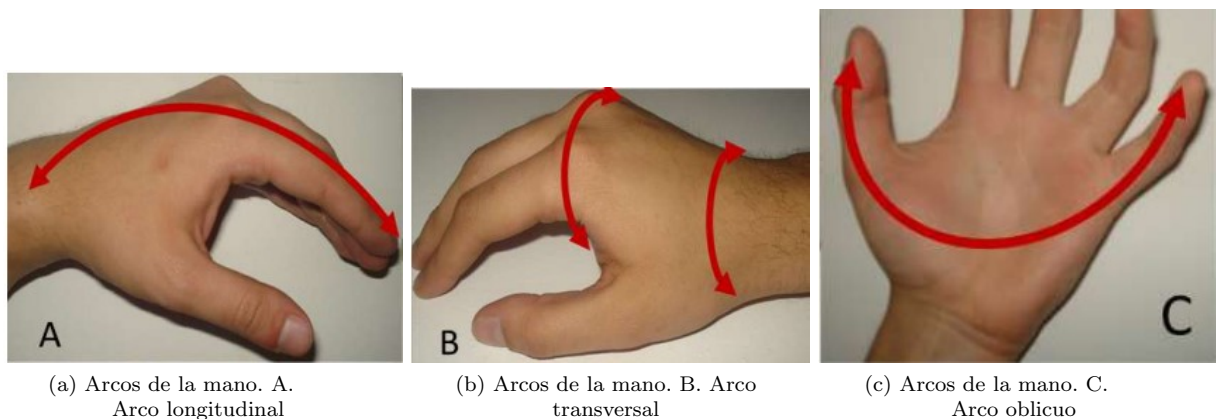 A
B
C
(a) Arcos de la mano. A.
Arco longitudinal
(b) Arcos de la mano. B. Arco
transversal
(c) Arcos de la mano. C.
Arco oblicuo